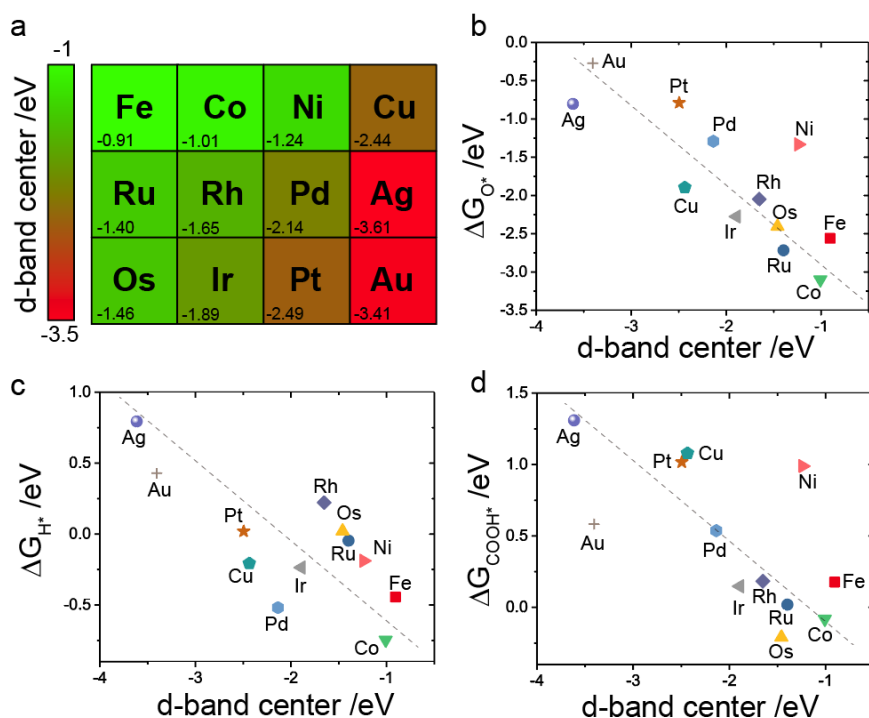 a
-1
d-band center /eV
-3.5
Fe Co Ni Cu
-0.91 -1.01 -1.24 -2.44
Ru Rh Pd Ag
-1.40 -1.65 -2.14 -3.61
Os Ir Pt Au
-1.46 -1.89 -2.49 -3.41
b
0.0
-0.5
-1.0
-1.5
-2.0
-2.5
-3.0
-3.5
ΔG_O* /eV
Au
Ag
Pt
Pd
Ni
Cu
Rh
Ir
Os
Fe
Ru
Co
-4 -3 -2 -1
d-band center /eV
c
1.0
0.5
0.0
-0.5
ΔG_H* /eV
Ag
Au
Rh
Pt
Os
Cu
Ru
Ni
Ir
Fe
Pd
Co
-4 -3 -2 -1
d-band center /eV
d
1.5
1.0
0.5
0.0
ΔG_COOH* /eV
Ag
Pt
Cu
Ni
Au
Pd
Fe
Ir
Rh
Ru
Co
Os
-4 -3 -2 -1
d-band center /eV